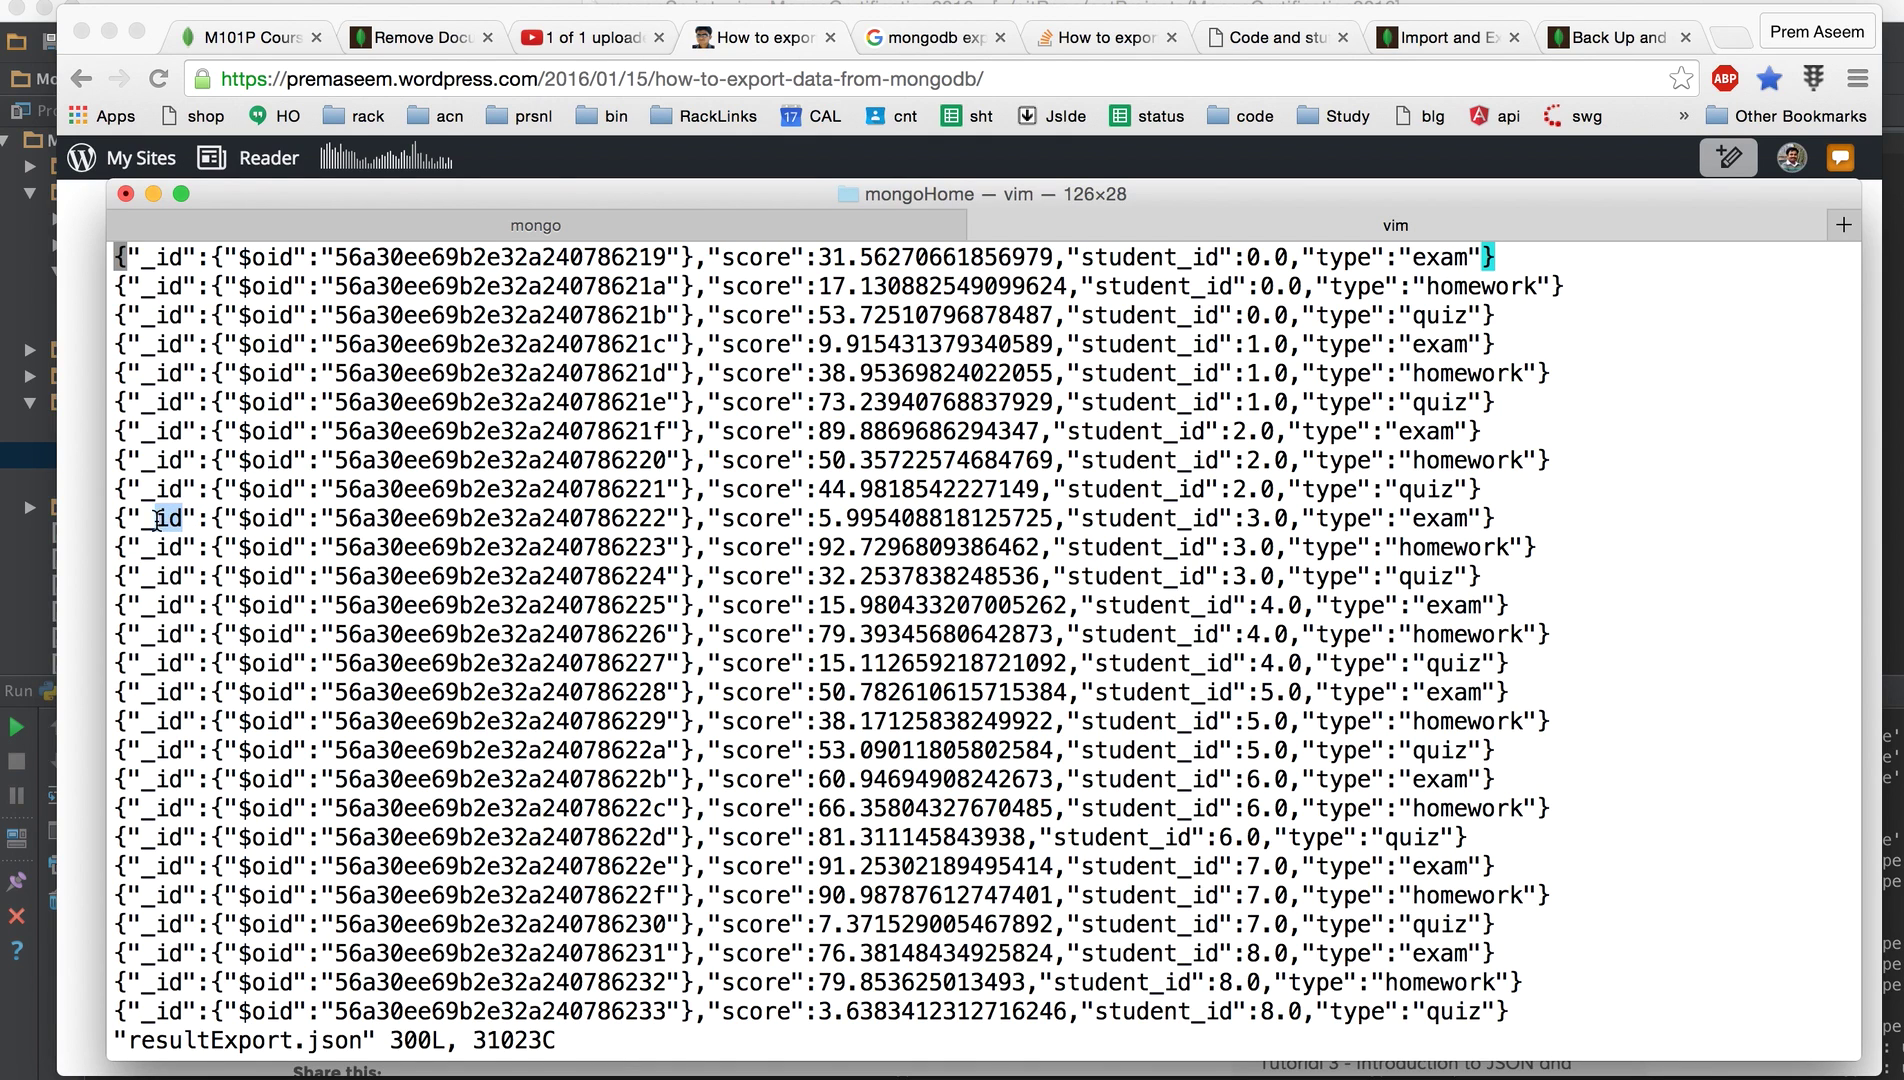 M101P Cours
Remove Docu
1 of 1 upload
How to expor
mongodb exp
How to export
Code and stu
Import and Ex
Back Up and
Prem Aseem
https://premaseem.wordpress.com/2016/01/15/how-to-export-data-from-mongodb/
ABP
Apps shop HO rack acn prsnl bin RackLinks 17 CAL cnt sht JsIde status code Study blg api swg » Other Bookmarks
My Sites Reader
mongoHome — vim — 126×28
mongo vim
{"_id":{"$oid":"56a30ee69b2e32a240786219"},"score":31.56270661856979,"student_id":0.0,"type":"exam"}
{"_id":{"$oid":"56a30ee69b2e32a24078621a"},"score":17.130882549099624,"student_id":0.0,"type":"homework"}
{"_id":{"$oid":"56a30ee69b2e32a24078621b"},"score":53.72510796878487,"student_id":0.0,"type":"quiz"}
{"_id":{"$oid":"56a30ee69b2e32a24078621c"},"score":9.915431379340589,"student_id":1.0,"type":"exam"}
{"_id":{"$oid":"56a30ee69b2e32a24078621d"},"score":38.95369824022055,"student_id":1.0,"type":"homework"}
{"_id":{"$oid":"56a30ee69b2e32a24078621e"},"score":73.23940768837929,"student_id":1.0,"type":"quiz"}
{"_id":{"$oid":"56a30ee69b2e32a24078621f"},"score":89.8869686294347,"student_id":2.0,"type":"exam"}
{"_id":{"$oid":"56a30ee69b2e32a240786220"},"score":50.35722574684769,"student_id":2.0,"type":"homework"}
{"_id":{"$oid":"56a30ee69b2e32a240786221"},"score":44.9818542227149,"student_id":2.0,"type":"quiz"}
{"_id":{"$oid":"56a30ee69b2e32a240786222"},"score":5.995408818125725,"student_id":3.0,"type":"exam"}
{"_id":{"$oid":"56a30ee69b2e32a240786223"},"score":92.7296809386462,"student_id":3.0,"type":"homework"}
{"_id":{"$oid":"56a30ee69b2e32a240786224"},"score":32.2537838248536,"student_id":3.0,"type":"quiz"}
{"_id":{"$oid":"56a30ee69b2e32a240786225"},"score":15.980433207005262,"student_id":4.0,"type":"exam"}
{"_id":{"$oid":"56a30ee69b2e32a240786226"},"score":79.39345680642873,"student_id":4.0,"type":"homework"}
{"_id":{"$oid":"56a30ee69b2e32a240786227"},"score":15.112659218721092,"student_id":4.0,"type":"quiz"}
{"_id":{"$oid":"56a30ee69b2e32a240786228"},"score":50.782610615715384,"student_id":5.0,"type":"exam"}
{"_id":{"$oid":"56a30ee69b2e32a240786229"},"score":38.17125838249922,"student_id":5.0,"type":"homework"}
{"_id":{"$oid":"56a30ee69b2e32a24078622a"},"score":53.09011805802584,"student_id":5.0,"type":"quiz"}
{"_id":{"$oid":"56a30ee69b2e32a24078622b"},"score":60.94694908242673,"student_id":6.0,"type":"exam"}
{"_id":{"$oid":"56a30ee69b2e32a24078622c"},"score":66.35804327670485,"student_id":6.0,"type":"homework"}
{"_id":{"$oid":"56a30ee69b2e32a24078622d"},"score":81.311145843938,"student_id":6.0,"type":"quiz"}
{"_id":{"$oid":"56a30ee69b2e32a24078622e"},"score":91.25302189495414,"student_id":7.0,"type":"exam"}
{"_id":{"$oid":"56a30ee69b2e32a24078622f"},"score":90.98787612747401,"student_id":7.0,"type":"homework"}
{"_id":{"$oid":"56a30ee69b2e32a240786230"},"score":7.371529005467892,"student_id":7.0,"type":"quiz"}
{"_id":{"$oid":"56a30ee69b2e32a240786231"},"score":76.38148434925824,"student_id":8.0,"type":"exam"}
{"_id":{"$oid":"56a30ee69b2e32a240786232"},"score":79.853625013493,"student_id":8.0,"type":"homework"}
{"_id":{"$oid":"56a30ee69b2e32a240786233"},"score":3.6383412312716246,"student_id":8.0,"type":"quiz"}
"resultExport.json" 300L, 31023C
Run
Share this:
Tutorial 3 - Introduction to JSON and